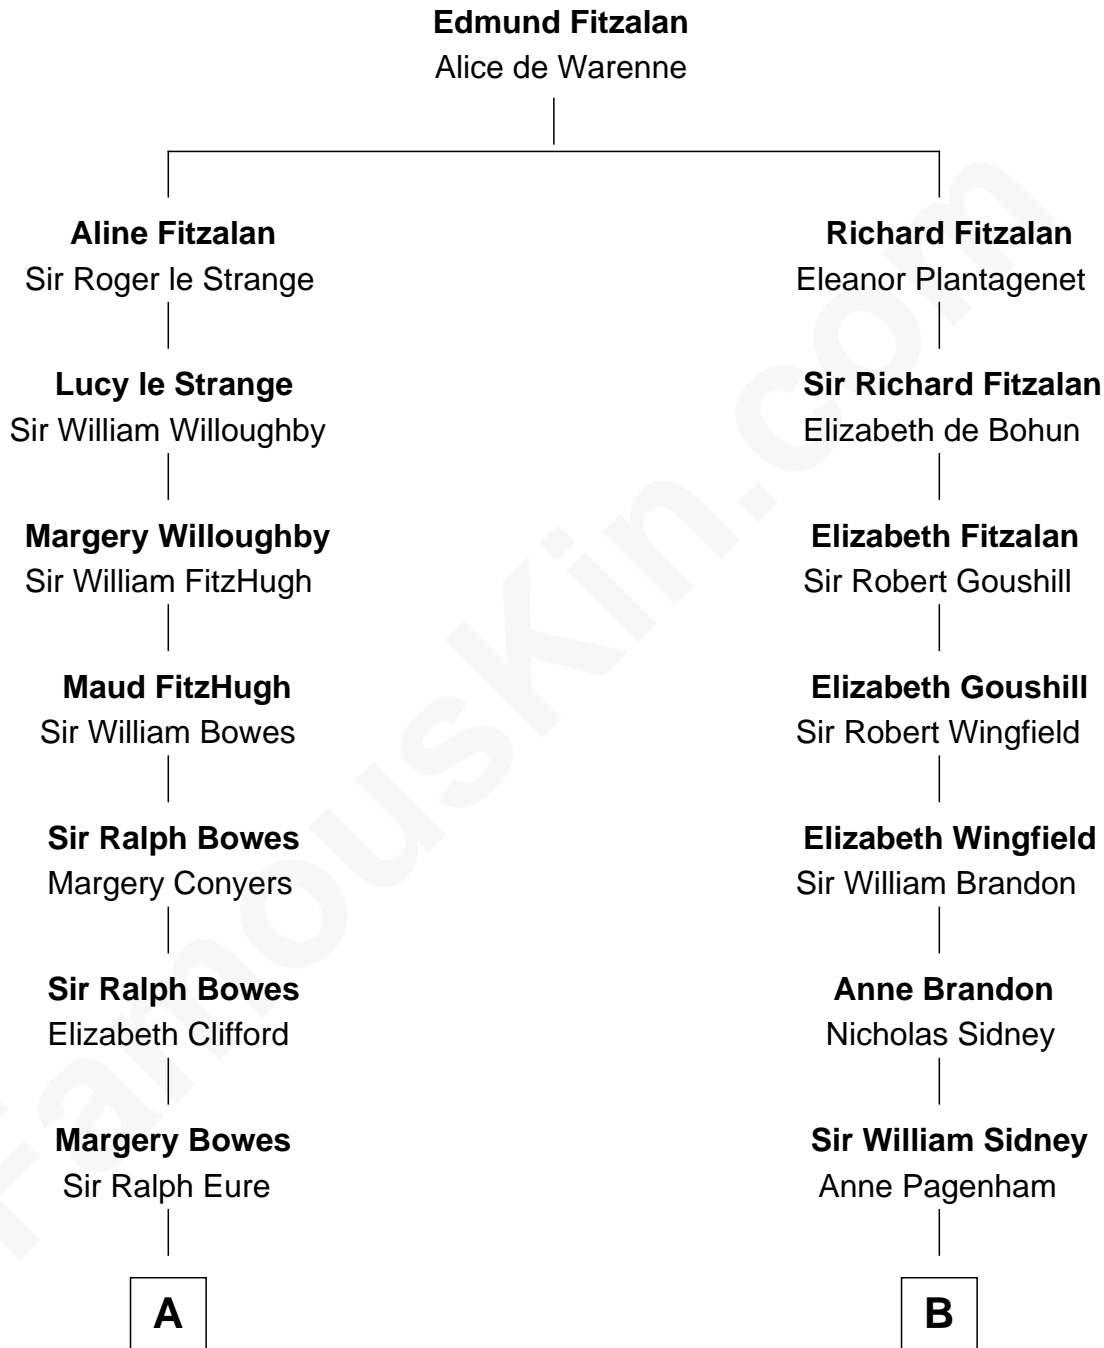 Edmund Fitzalan
Alice de Warenne
Aline Fitzalan
Sir Roger le Strange
Richard Fitzalan
Eleanor Plantagenet
Lucy le Strange
Sir William Willoughby
Sir Richard Fitzalan
Elizabeth de Bohun
Margery Willoughby
Sir William FitzHugh
Elizabeth Fitzalan
Sir Robert Goushill
Maud FitzHugh
Sir William Bowes
Elizabeth Goushill
Sir Robert Wingfield
Sir Ralph Bowes
Margery Conyers
Elizabeth Wingfield
Sir William Brandon
Sir Ralph Bowes
Elizabeth Clifford
Anne Brandon
Nicholas Sidney
Margery Bowes
Sir Ralph Eure
Sir William Sidney
Anne Pagenham
A
B
FamousKin.com